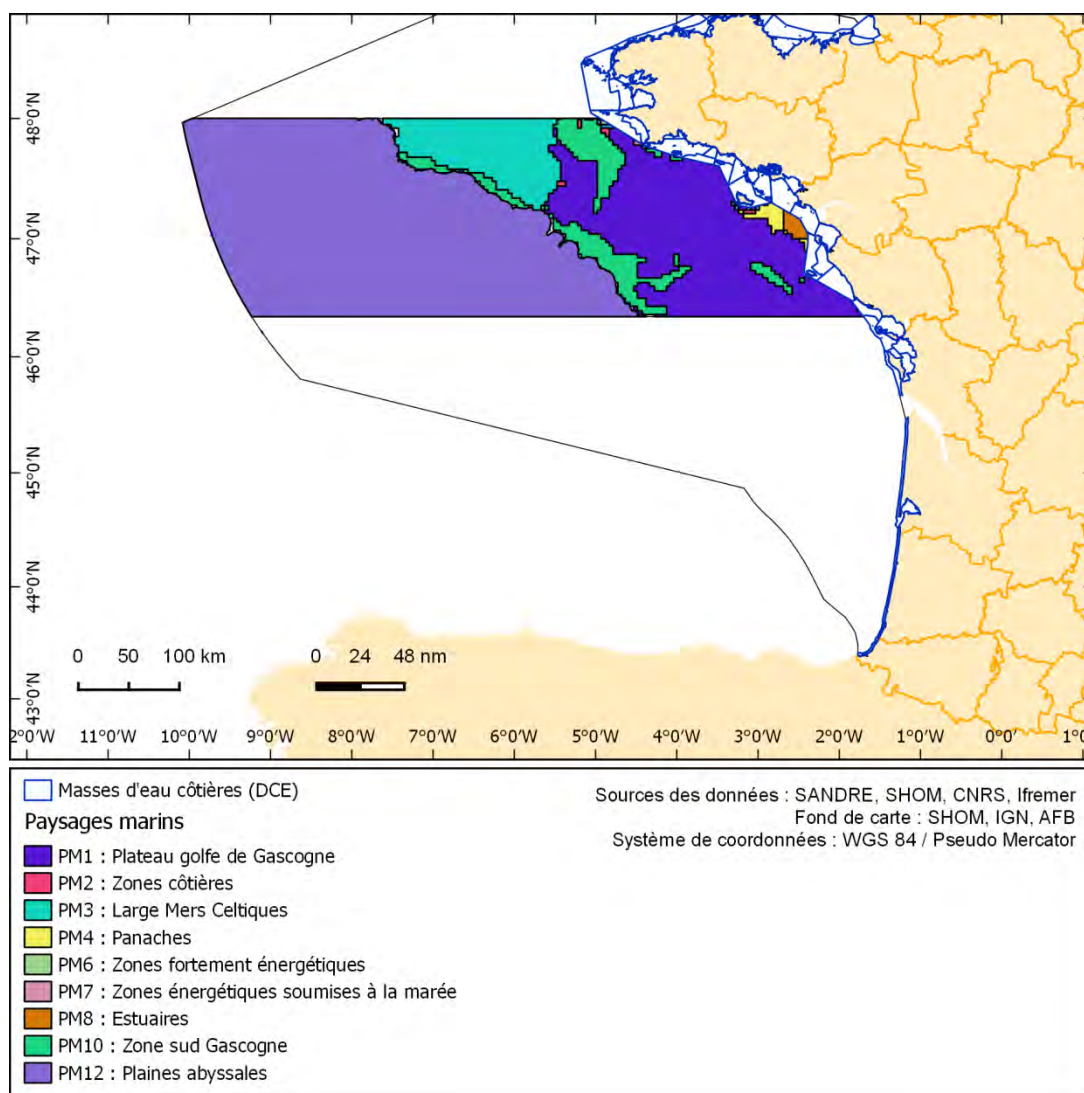 48°0'N
47°0'N
46°0'N
45°0'N
44°0'N
43°0'N
0 50 100 km
0 24 48 nm
2°0'W 11°0'W 10°0'W 9°0'W 8°0'W 7°0'W 6°0'W 5°0'W 4°0'W 3°0'W 2°0'W 1°0'W 0°0'W 1°0
Masses d'eau côtières (DCE)
Paysages marins
PM1 : Plateau golfe de Gascogne
PM2 : Zones côtières
PM3 : Large Mers Celtiques
PM4 : Panaches
PM6 : Zones fortement énergétiques
PM7 : Zones énergétiques soumises à la marée
PM8 : Estuaires
PM10 : Zone sud Gascogne
PM12 : Plaines abyssales
Sources des données : SANDRE, SHOM, CNRS, Ifremer
Fond de carte : SHOM, IGN, AFB
Système de coordonnées : WGS 84 / Pseudo Mercator